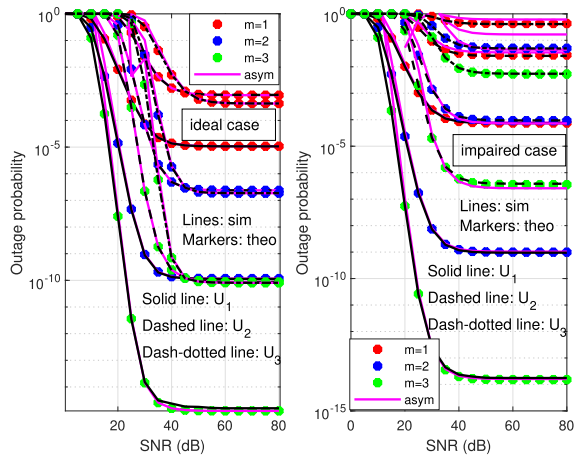 10^0
10^-5
10^-10
20
40
60
80
SNR (dB)
Outage probability
m=1
m=2
m=3
asym
ideal case
Lines: sim
Markers: theo
Solid line: U_1
Dashed line: U_2
Dash-dotted line: U_3
10^0
10^-5
10^-10
10^-15
0
20
40
60
80
SNR (dB)
Outage probability
impaired case
Lines: sim
Markers: theo
Solid line: U_1
Dashed line: U_2
Dash-dotted line: U_3
m=1
m=2
m=3
asym